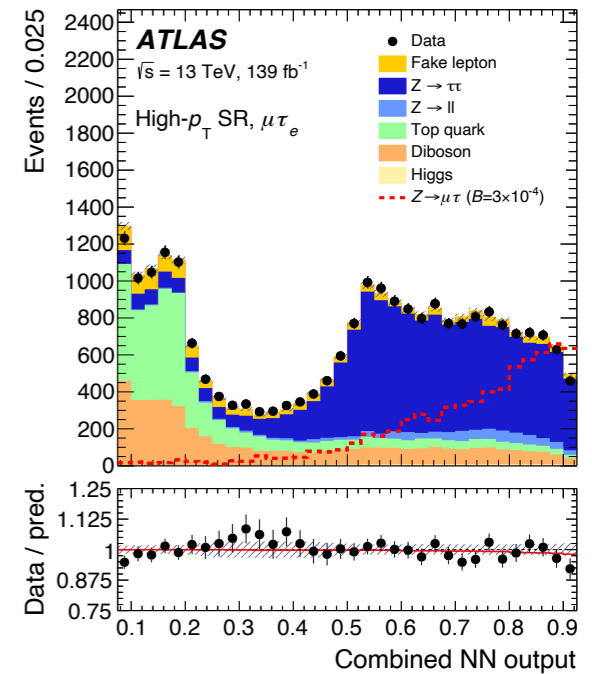 ATLAS
√s = 13 TeV, 139 fb⁻¹
High-p_T SR, μτ_e
Data
Fake lepton
Z → ττ
Z → ll
Top quark
Diboson
Higgs
Z→μτ (B=3×10⁻⁴)
Events / 0.025
2400
2200
2000
1800
1600
1400
1200
1000
800
600
400
200
0
Data / pred.
1.25
1.125
1
0.875
0.75
0.1 0.2 0.3 0.4 0.5 0.6 0.7 0.8 0.9
Combined NN output